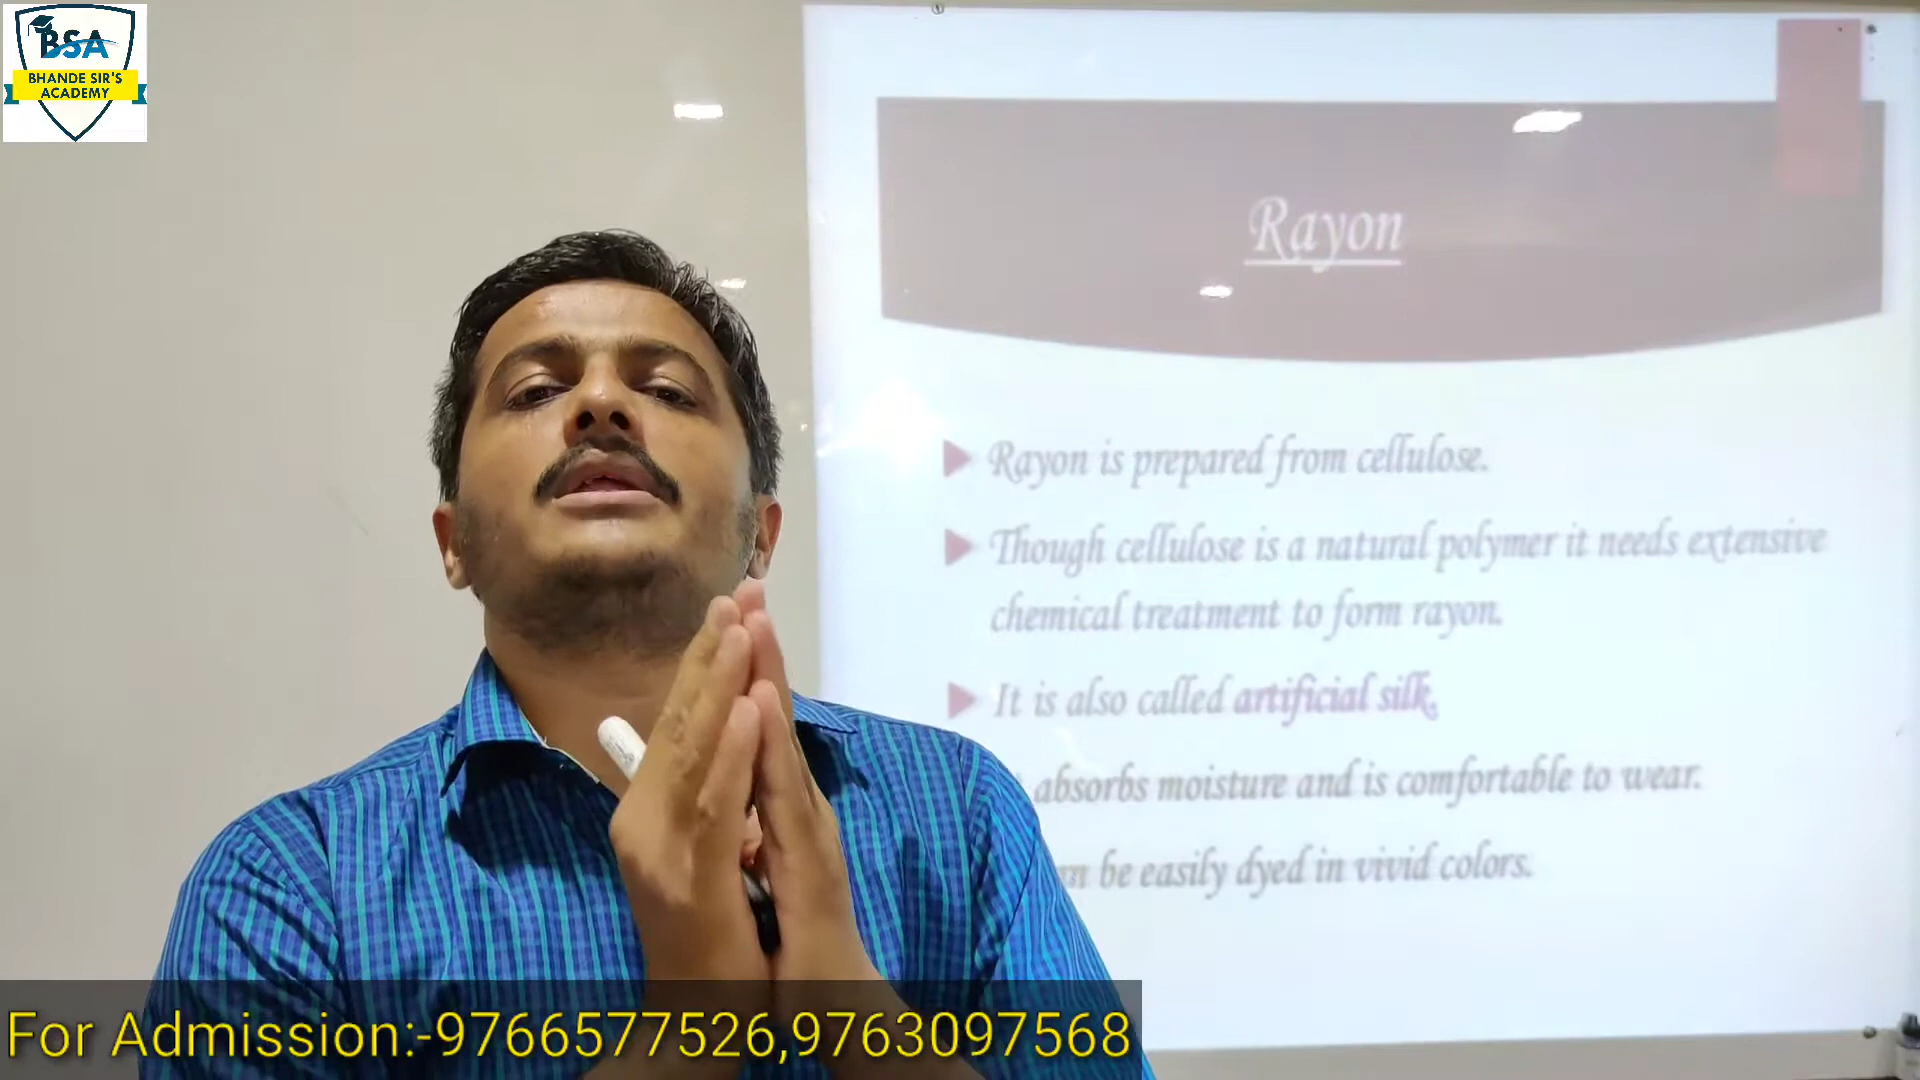 BSA
BHANDE SIR'S
ACADEMY
Rayon
Rayon is prepared from cellulose.
Though cellulose is a natural polymer it needs extensive
chemical treatment to form rayon.
It is also called artificial silk.
absorbs moisture and is comfortable to wear.
be easily dyed in vivid colors.
For Admission:-9766577526,9763097568